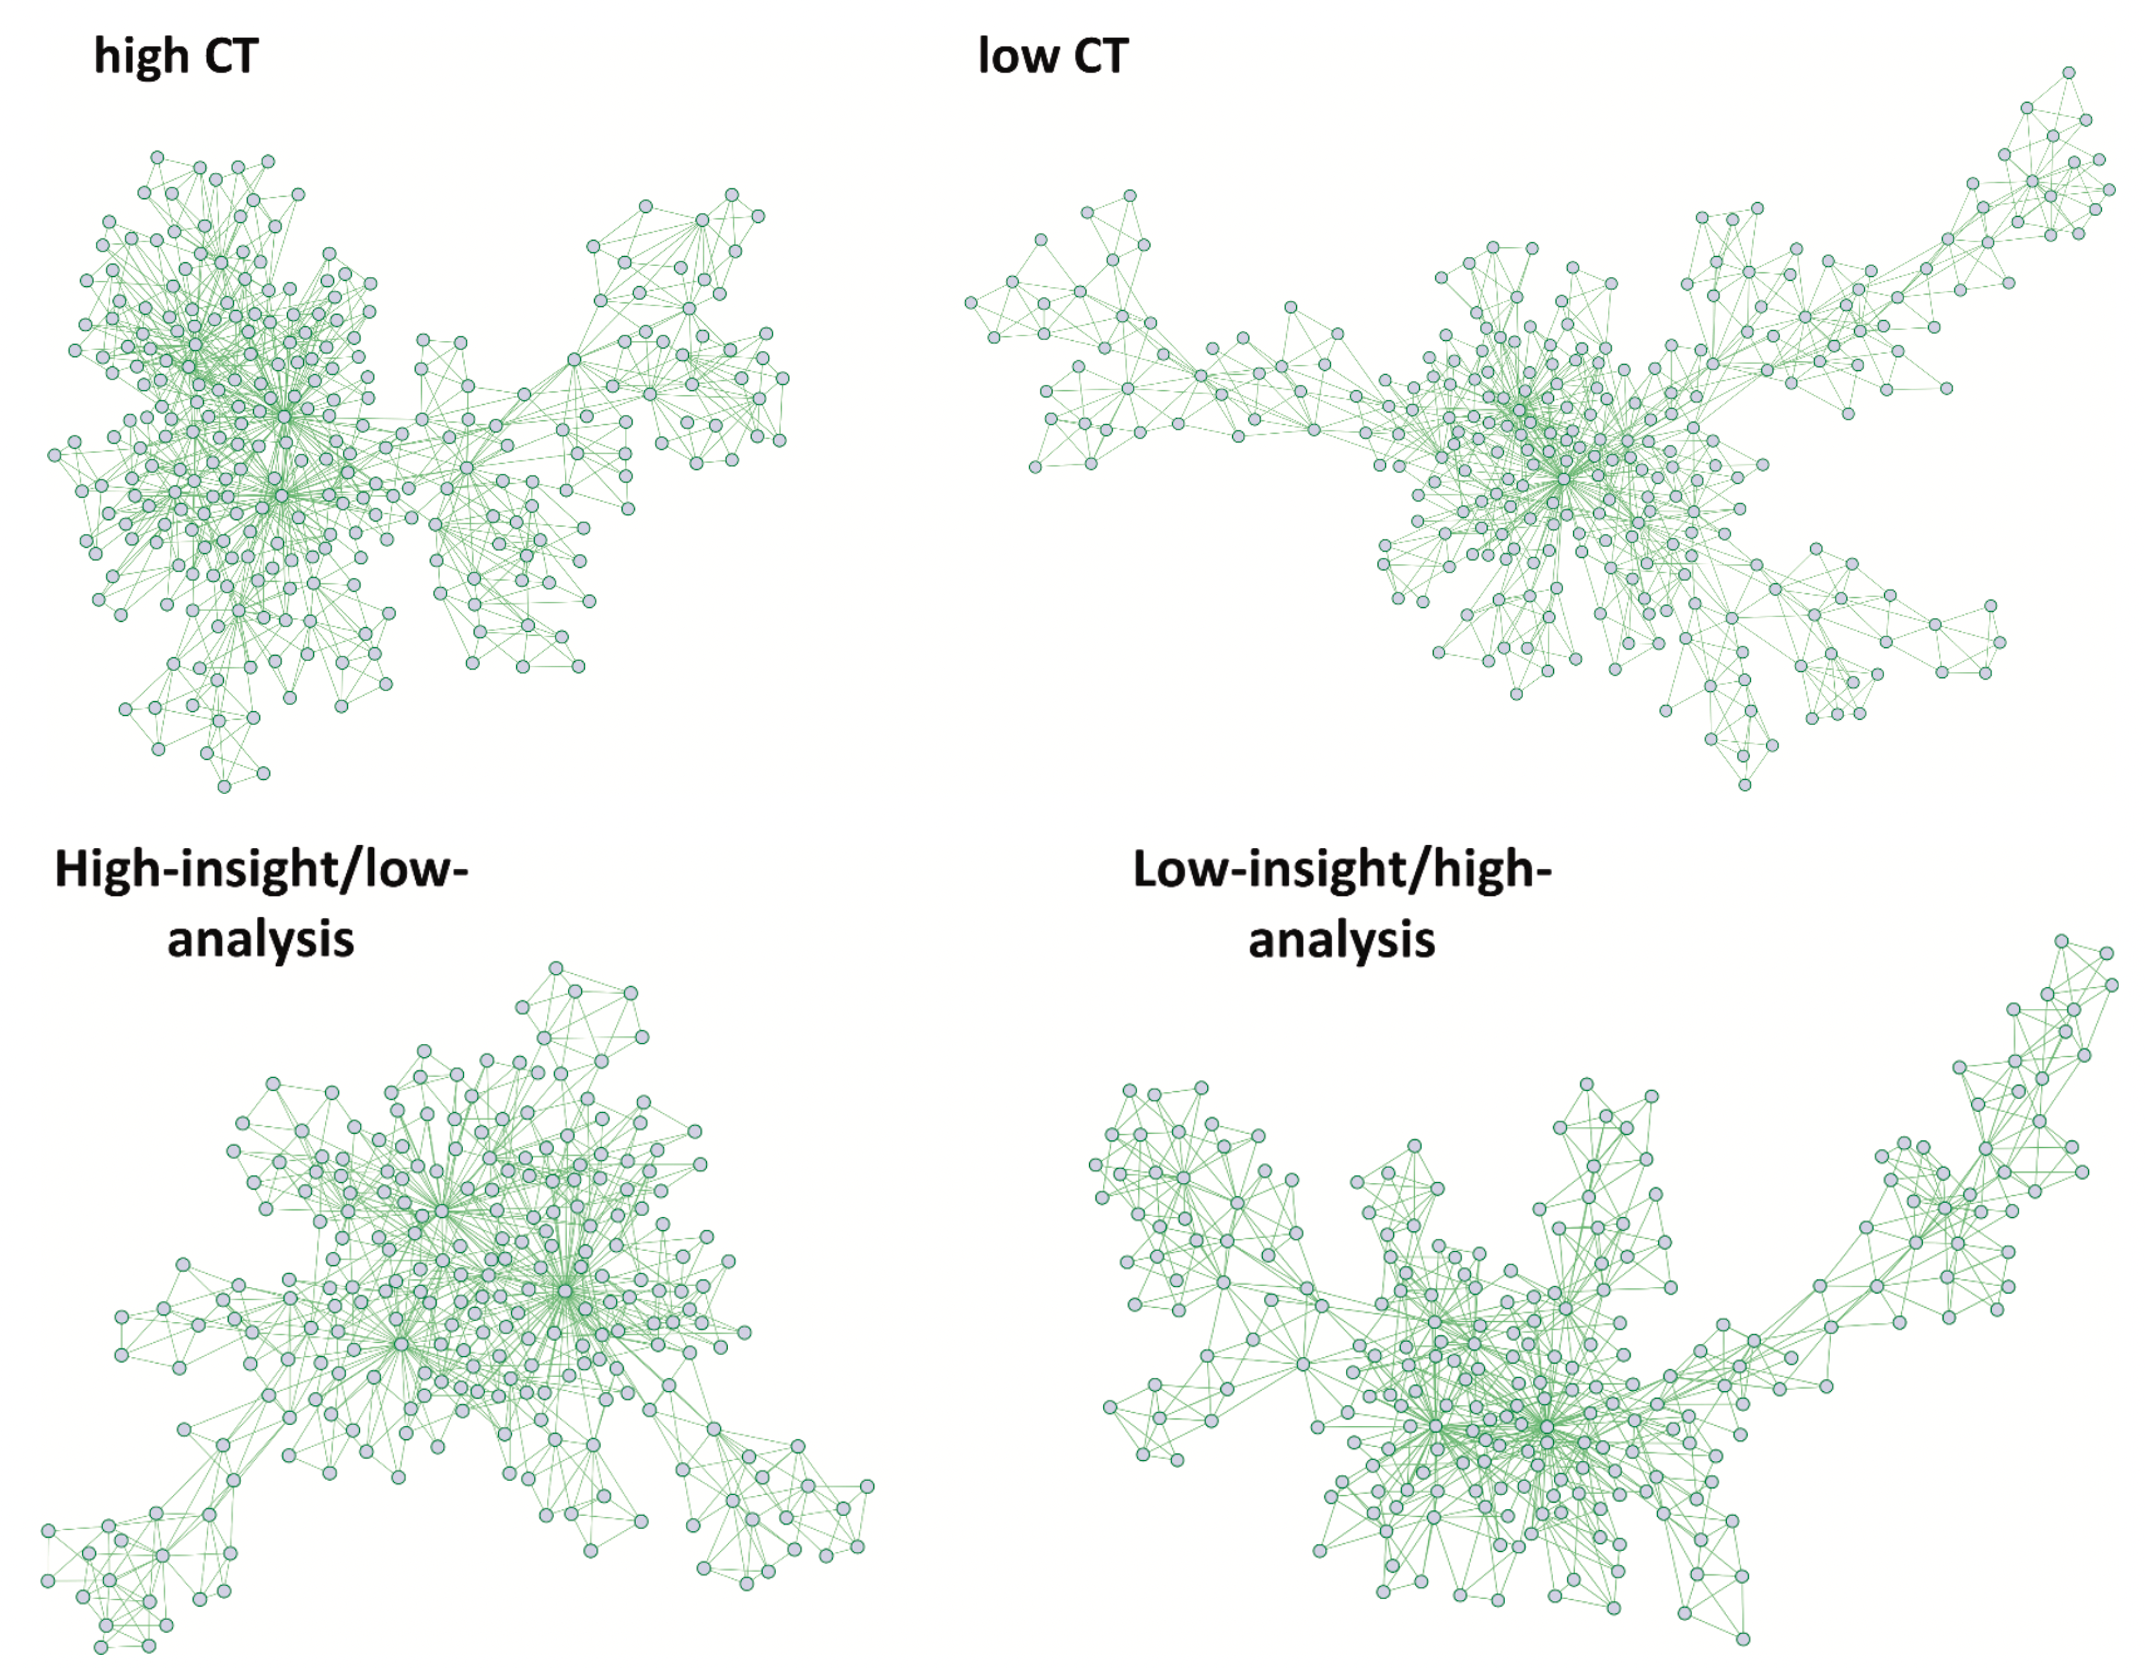 high CT
low CT
High-insight/low-
analysis
Low-insight/high-
analysis